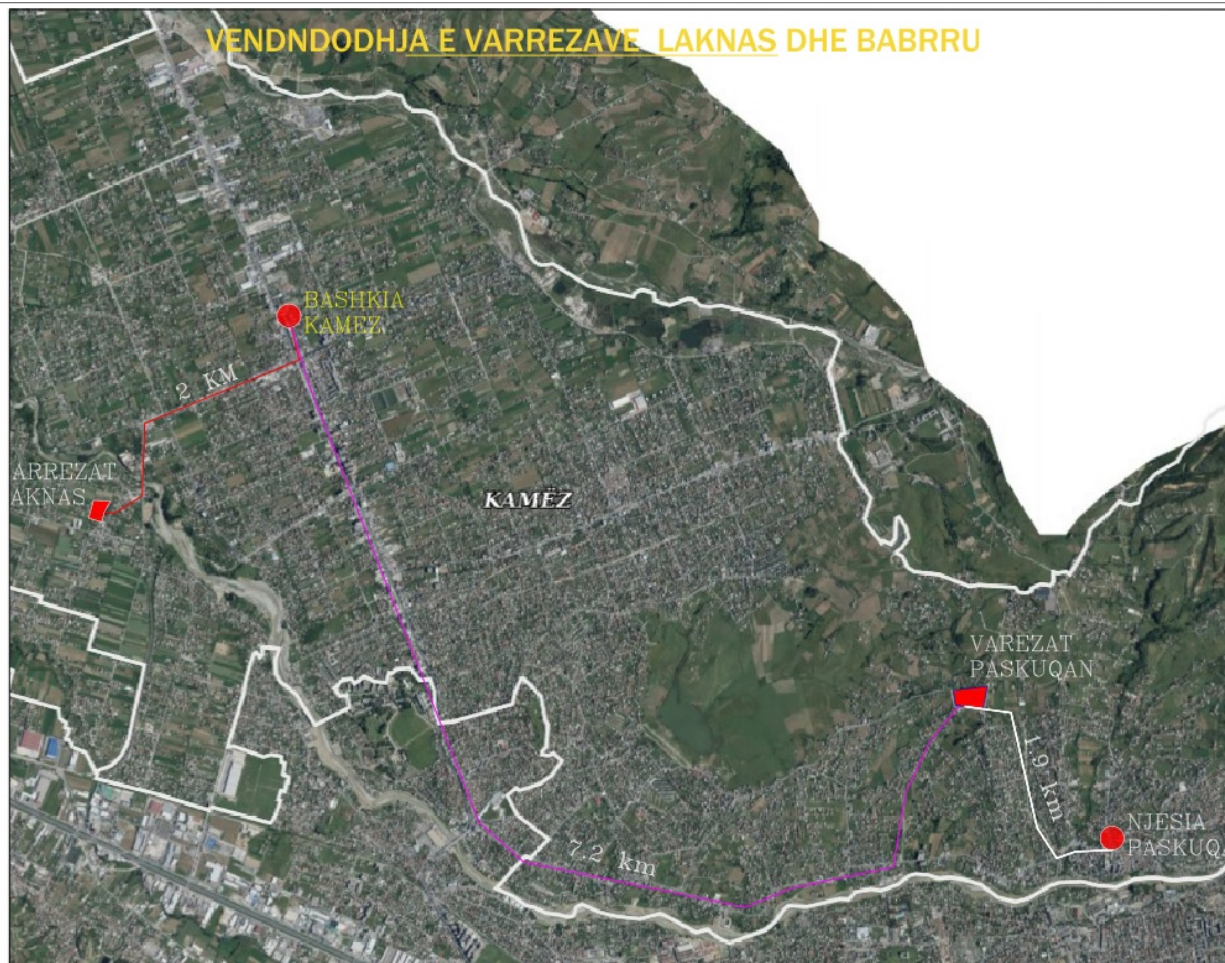 VENDNDODHJA E VARREZAVE LAKNAS DHE BABRRU
BASHKIA
KAMEZ
2 KM
ARREZAT
AKNAS
KAMËZ
VAREZAT
PASKUQAN
1.9 km
NJESIA
PASKUQA
7.2 km